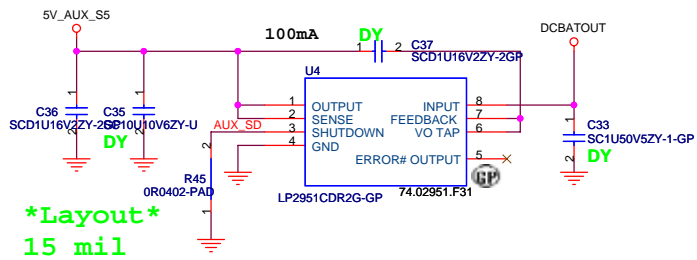 5V_AUX_S5
100mA
DY
1
2
C37
SCD1U16V2ZY-2GP
DCBATOUT
U4
C36
SCD1U16V2ZY-2GP
1
2
C35
SC10U10V6ZY-U
DY
1
2
AUX_SD
1 OUTPUT
2 SENSE
3 SHUTDOWN
4 GND
INPUT 8
FEEDBACK 7
VO TAP 6
ERROR# OUTPUT 5
C33
SC1U50V5ZY-1-GP
DY
1
2
R45
0R0402-PAD
2
1
LP2951CDR2G-GP
74.02951.F31
GP
*Layout*
15 mil